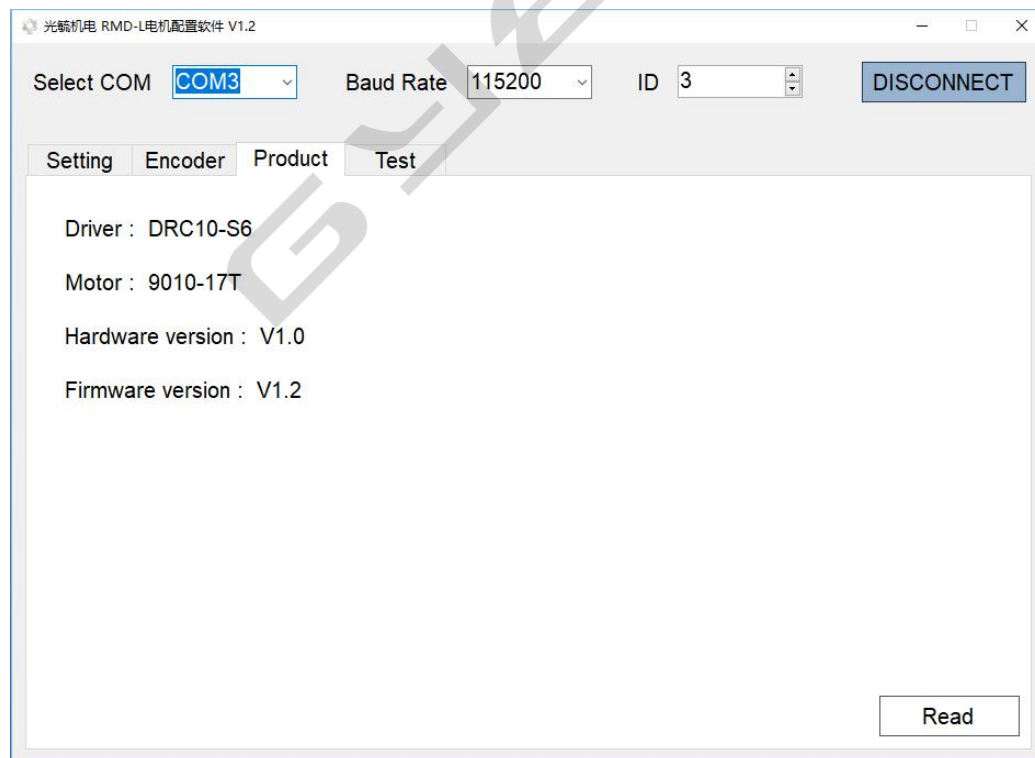 光毓机电 RMD-L电机配置软件 V1.2
Select COM COM3 Baud Rate 115200 ID 3 DISCONNECT
Setting Encoder Product Test
Driver : DRC10-S6
Motor : 9010-17T
Hardware version : V1.0
Firmware version : V1.2
Read